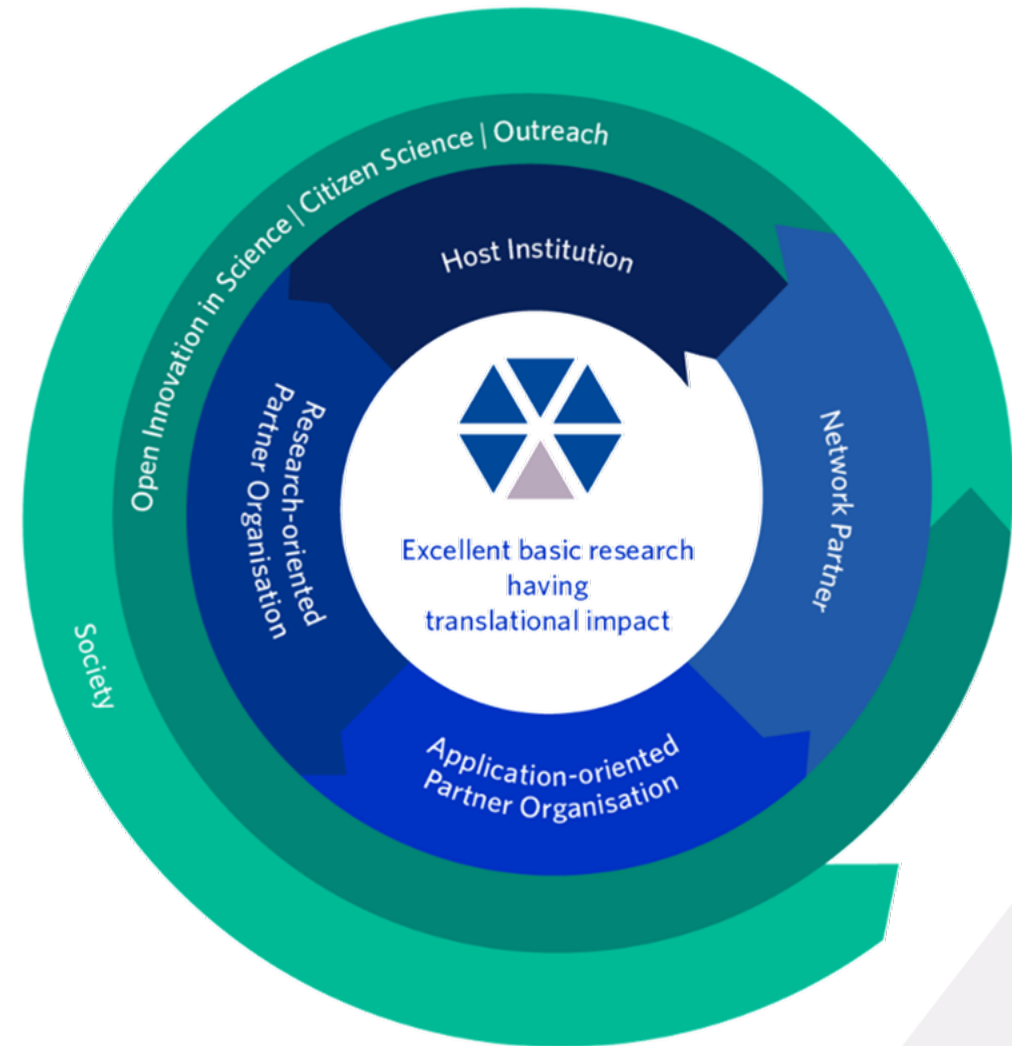 Open Innovation in Science | Citizen Science | Outreach
Host Institution
Network Partner
Application-oriented
Partner Organisation
Research-oriented
Partner Organisation
Excellent basic research
having
translational impact
Society